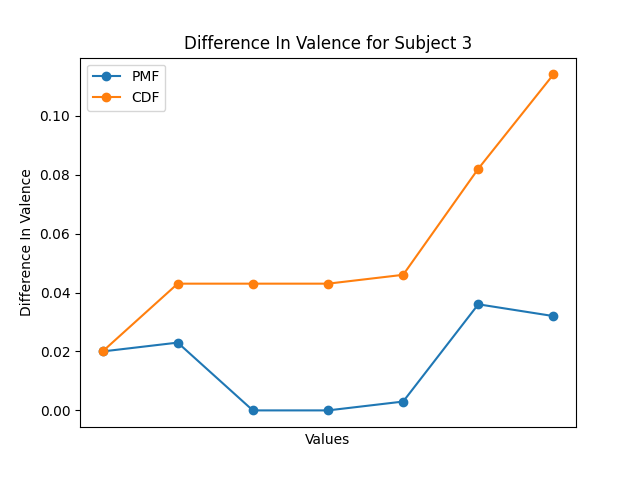 Difference In Valence for Subject 3
PMF
CDF
0.10
0.08
0.06
0.04
0.02
0.00
Difference In Valence
Values